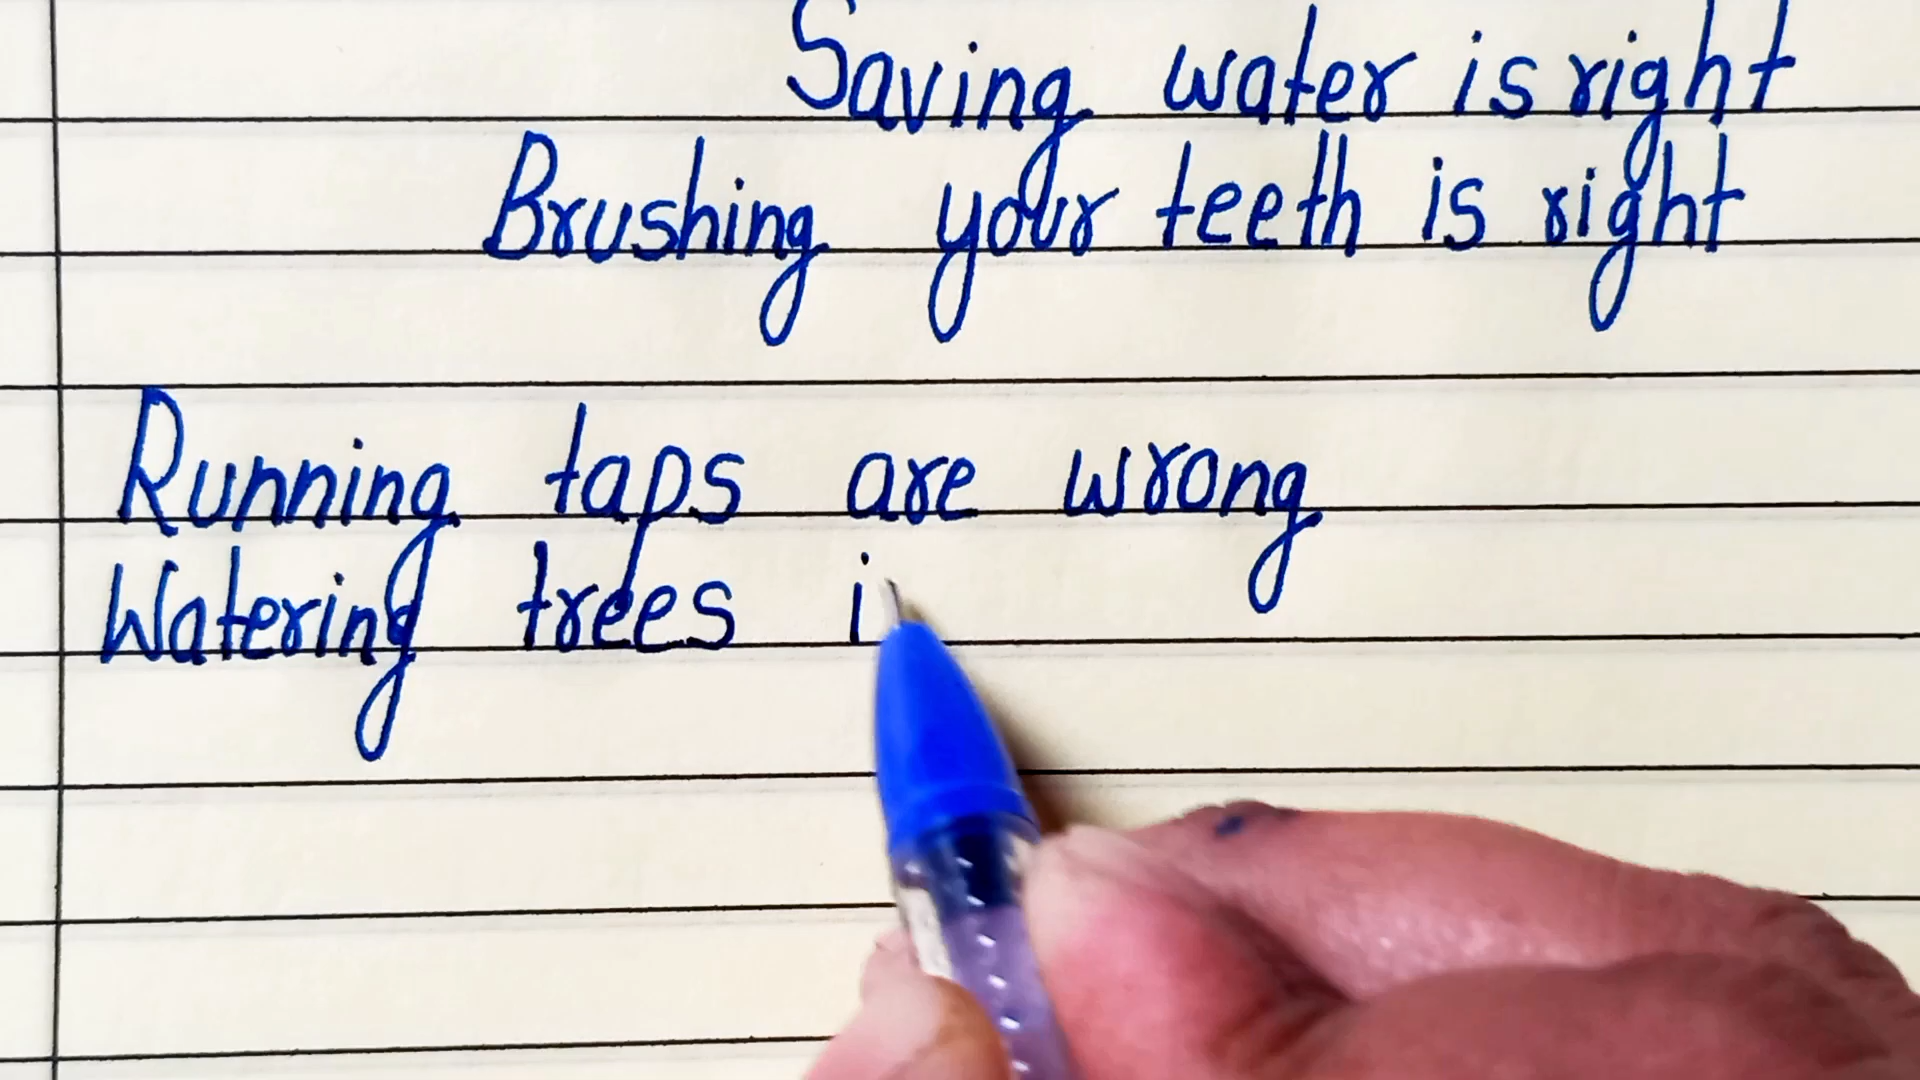 Saving water is right
Brushing your teeth is right
Running taps are wrong
Watering trees i